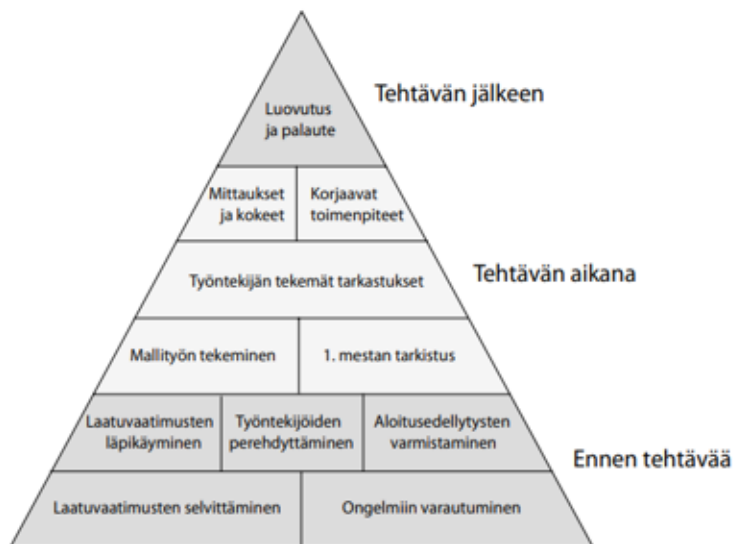 Luovutus
ja palaute
Tehtävän jälkeen
Mittaukset
ja kokeet
Korjaavat
toimenpiteet
Työntekijän tekemät tarkastukset
Tehtävän aikana
Mallityön tekeminen
1. mestan tarkistus
Laatuvaatimusten
läpikäyminen
Työntekijöiden
perehdyttäminen
Aloitusedellytysten
varmistaminen
Ennen tehtävää
Laatuvaatimusten selvittäminen
Ongelmiin varautuminen